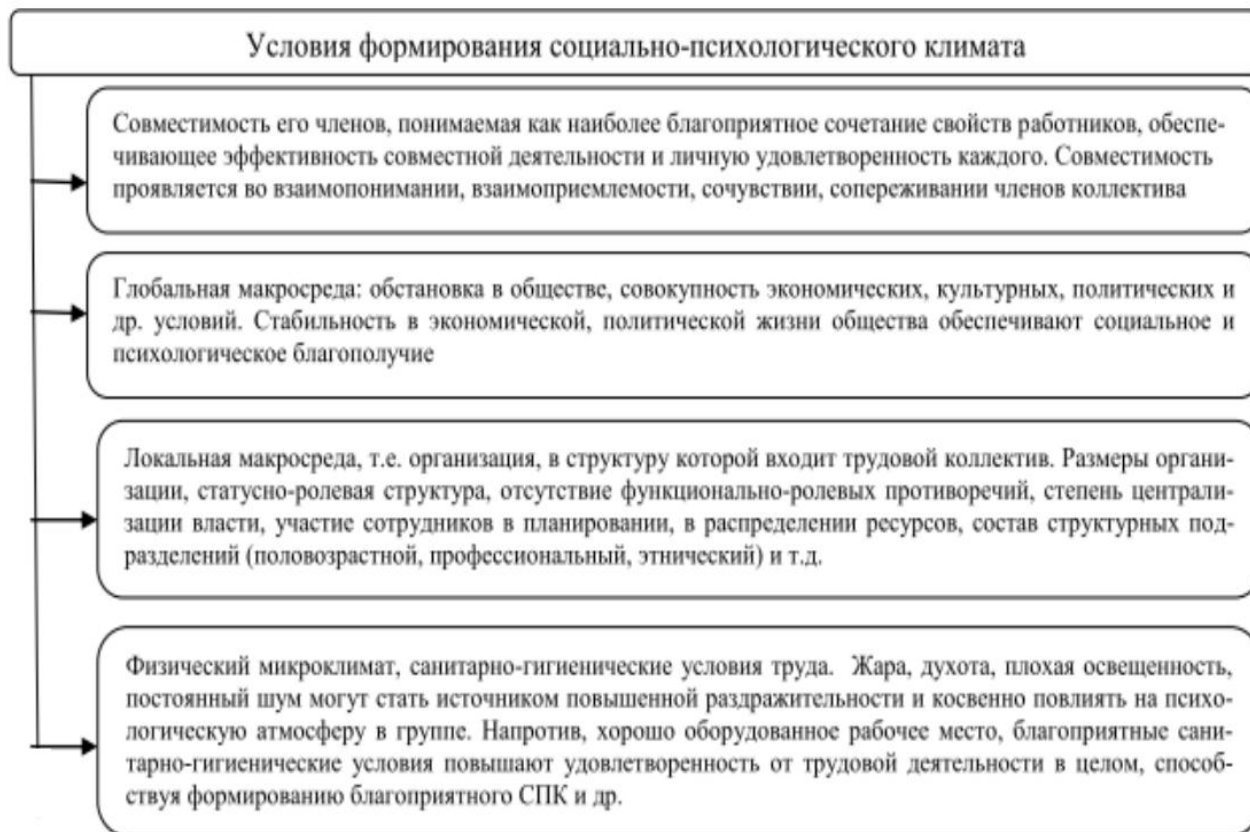 Условия формирования социально-психологического климата
Совместимость его членов, понимаемая как наиболее благоприятное сочетание свойств работников, обеспе-
чивающее эффективность совместной деятельности и личную удовлетворенность каждого. Совместимость
проявляется во взаимопонимании, взаимоприемлемости, сочувствии, сопереживании членов коллектива
Глобальная макросреда: обстановка в обществе, совокупность экономических, культурных, политических и
др. условий. Стабильность в экономической, политической жизни общества обеспечивают социальное и
психологическое благополучие
Локальная макросреда, т.е. организация, в структуру которой входит трудовой коллектив. Размеры органи-
зации, статусно-ролевая структура, отсутствие функционально-ролевых противоречий, степень централи-
зации власти, участие сотрудников в планировании, в распределении ресурсов, состав структурных под-
разделений (половозрастной, профессиональный, этнический) и т.д.
Физический микроклимат, санитарно-гигиенические условия труда. Жара, духота, плохая освещенность,
постоянный шум могут стать источником повышенной раздражительности и косвенно повлиять на психо-
логическую атмосферу в группе. Напротив, хорошо оборудованное рабочее место, благоприятные сани-
тарно-гигиенические условия повышают удовлетворенность от трудовой деятельности в целом, способ-
ствуя формированию благоприятного СПК и др.